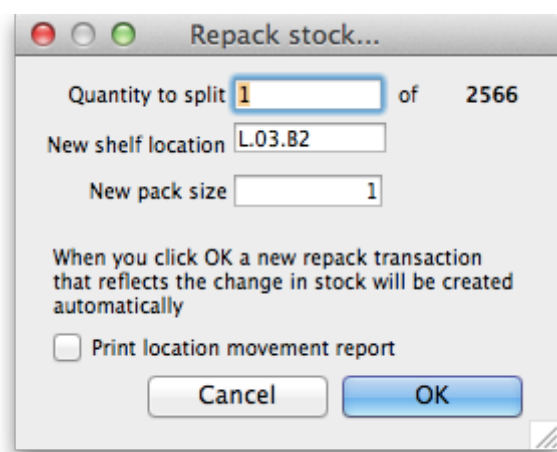 Repack stock...
Quantity to split 1 of 2566
New shelf location L.03.B2
New pack size 1
When you click OK a new repack transaction
that reflects the change in stock will be created
automatically
Print location movement report
Cancel OK